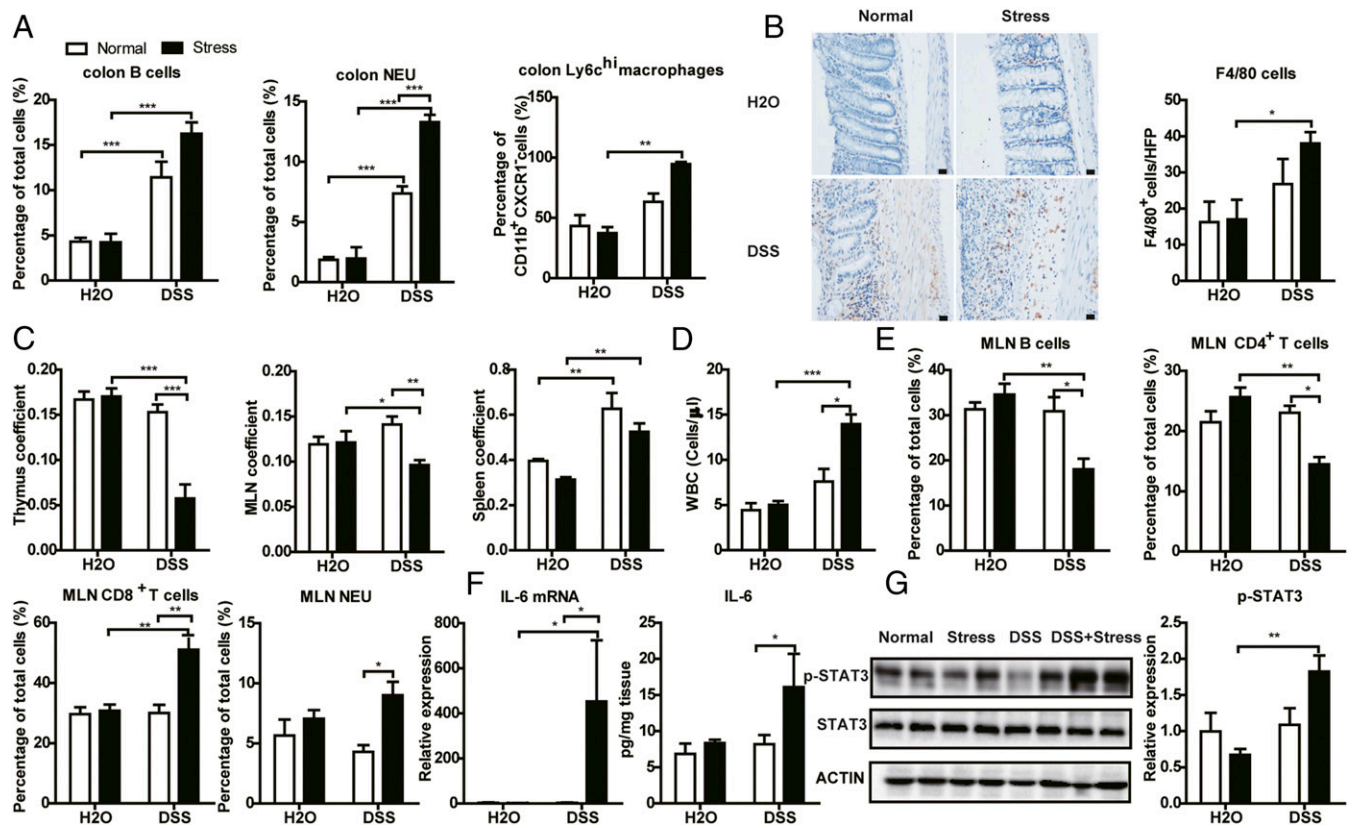 A
Normal
Stress
colon B cells
Percentage of total cells (%)
20
15
10
5
0
***
***
H2O
DSS
colon NEU
Percentage of total cells (%)
15
10
5
0
***
***
***
H2O
DSS
colon Ly6c^hi macrophages
Percentage of
CD11b+ CXCR1- cells (%)
150
100
50
0
**
H2O
DSS
B
Normal
Stress
H2O
DSS
F4/80 cells
F4/80+cells/HFP
50
40
30
20
10
0
*
H2O
DSS
C
Thymus coefficient
0.20
0.15
0.10
0.05
0.00
***
***
H2O
DSS
MLN coefficient
0.20
0.15
0.10
0.05
0.00
**
*
H2O
DSS
Spleen coefficient
0.8
0.6
0.4
0.2
0.0
**
**
H2O
DSS
D
WBC (Cells/μl)
20
15
10
5
0
***
*
H2O
DSS
E
MLN B cells
Percentage of total cells (%)
40
30
20
10
0
**
*
H2O
DSS
MLN CD4+ T cells
Percentage of total cells (%)
40
30
20
10
0
**
*
H2O
DSS
MLN CD8 + T cells
Percentage of total cells (%)
60
40
20
0
**
**
H2O
DSS
MLN NEU
Percentage of total cells (%)
15
10
5
0
*
H2O
DSS
F
IL-6 mRNA
Relative expression
800
600
400
200
0
*
*
H2O
DSS
IL-6
pg/mg tissue
25
20
15
10
5
0
*
H2O
DSS
G
Normal Stress DSS DSS+Stress
p-STAT3
STAT3
ACTIN
p-STAT3
Relative expression
2.5
2.0
1.5
1.0
0.5
0.0
**
H2O
DSS